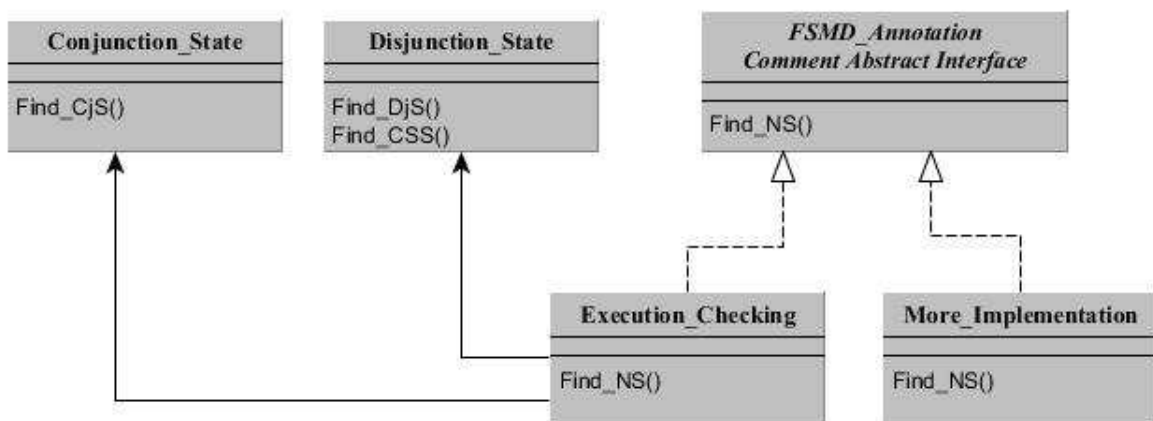 Conjunction_State
Find_CjS()
Disjunction_State
Find_DjS()
Find_CSS()
FSMD_Annotation
Comment Abstract Interface
Find_NS()
Execution_Checking
Find_NS()
More_Implementation
Find_NS()